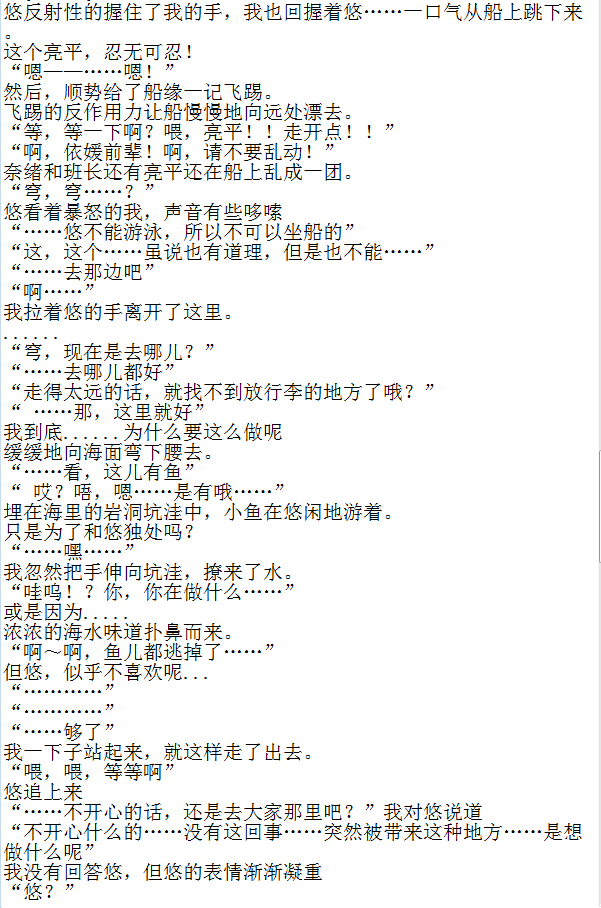 悠反射性的握住了我的手，我也回握着悠……一口气从船上跳下来
。
这个亮平，忍无可忍！
“嗯——……嗯！”
然后，顺势给了船缘一记飞踢。
飞踢的反作用力让船慢慢地向远处漂去。
“等，等一下啊？喂，亮平！！走开点！！”
“啊，依媛前辈！啊，请不要乱动！”
奈绪和班长还有亮平还在船上乱成一团。
“穹，穹……？”
悠看着暴怒的我，声音有些哆嗦
“……悠不能游泳，所以不可以坐船的”
“这，这个……虽说也有道理，但是也不能……”
“……去那边吧”
“啊……”
我拉着悠的手离开了这里。
......
“穹，现在是去哪儿？”
“……去哪儿都好”
“走得太远的话，就找不到放行李的地方了哦？”
“ ……那，这里就好”
我到底......为什么要这么做呢
缓缓地向海面弯下腰去。
“……看，这儿有鱼”
“ 哎？唔，嗯……是有哦……”
埋在海里的岩洞坑洼中，小鱼在悠闲地游着。
只是为了和悠独处吗？
“……嘿……”
我忽然把手伸向坑洼，撩来了水。
“哇呜！？你，你在做什么……”
或是因为.....
浓浓的海水味道扑鼻而来。
“啊～啊，鱼儿都逃掉了……”
但悠，似乎不喜欢呢...
“…………”
“…………”
“……够了”
我一下子站起来，就这样走了出去。
“喂，喂，等等啊”
悠追上来
“……不开心的话，还是去大家那里吧？”我对悠说道
“不开心什么的……没有这回事……突然被带来这种地方……是想
做什么呢”
我没有回答悠，但悠的表情渐渐凝重
“悠？”